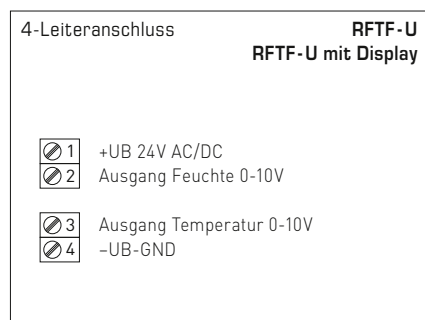 4-Leiteranschluss RFTF-U
RFTF-U mit Display
1 +UB 24V AC/DC
2 Ausgang Feuchte 0-10V
3 Ausgang Temperatur 0-10V
4 –UB-GND